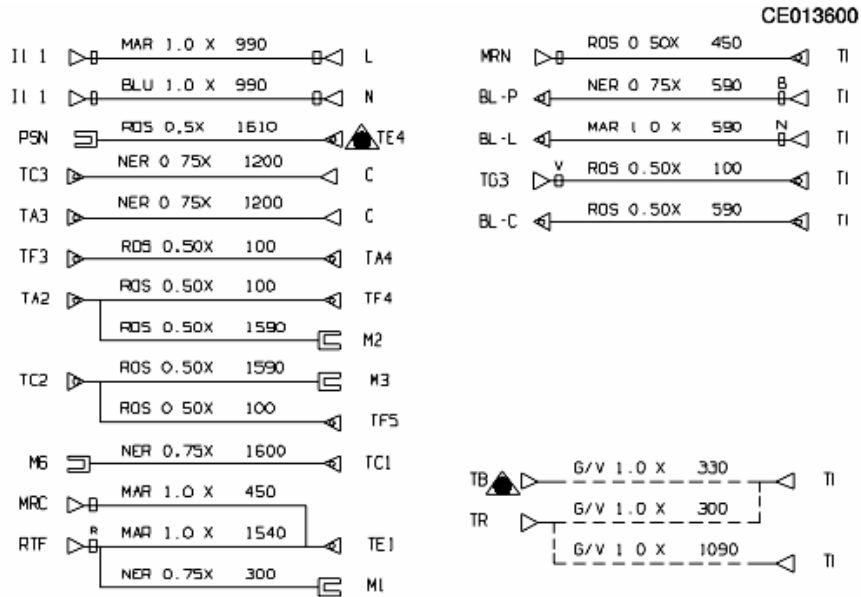 CE013600
I1 1 MAR 1.0 X 990 L
I1 1 BLU 1.0 X 990 N
PSN ROS 0,5X 1610 TE4
TC3 NER 0 75X 1200 C
TA3 NER 0 75X 1200 C
TF3 ROS 0.50X 100 TA4
TA2 ROS 0.50X 100 TF4
ROS 0.50X 1590 M2
TC2 ROS 0.50X 1590 M3
ROS 0 50X 100 TF5
M6 NER 0.75X 1600 TC1
MRC MAR 1.0 X 450
RTF R MAR 1.0 X 1540 TE1
NER 0.75X 300 M1
MRN ROS 0 50X 450 TI
BL-P NER 0 75X 590 B TI
BL-L MAR 1 0 X 590 N TI
TG3 V ROS 0.50X 100 TI
BL-C ROS 0.50X 590 TI
TB G/V 1.0 X 330 TI
TR G/V 1.0 X 300
G/V 1 0 X 1090 TI